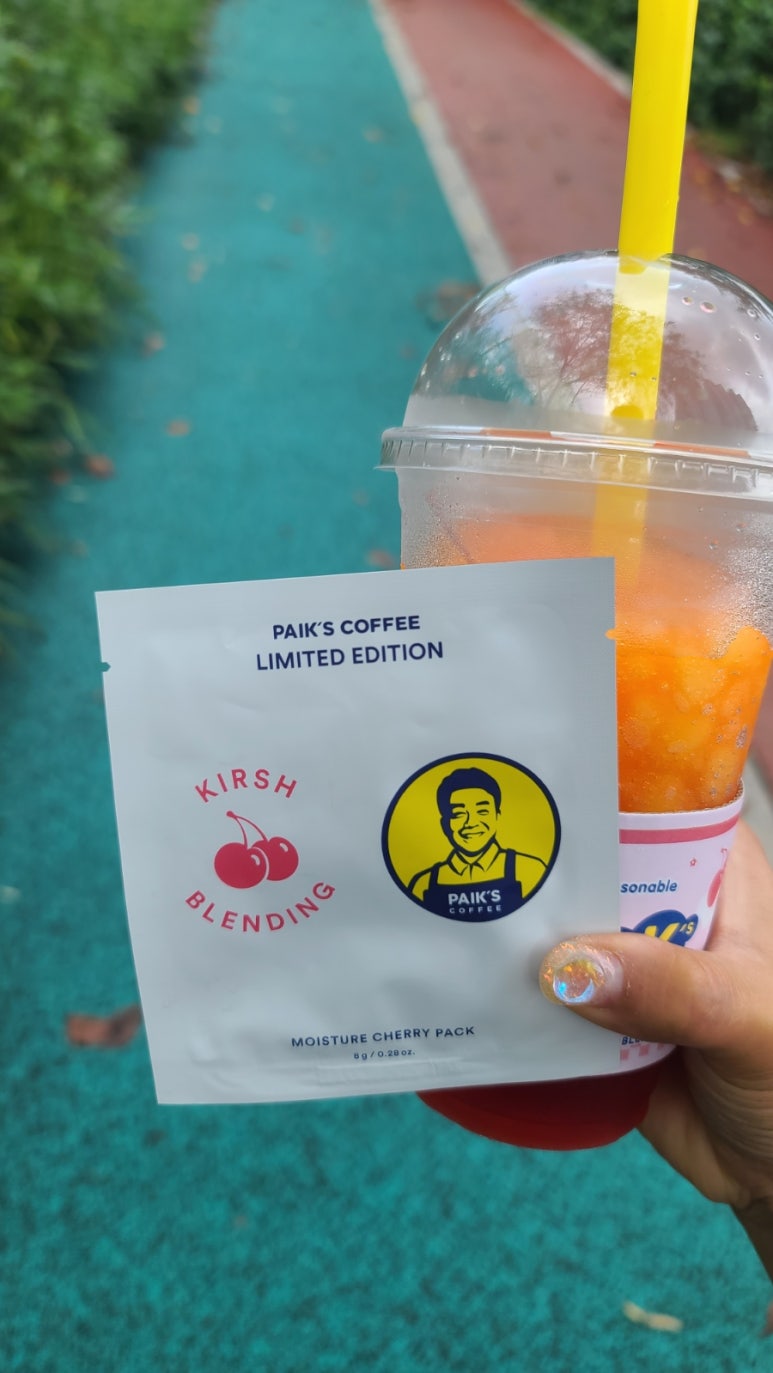 PAIK'S COFFEE
LIMITED EDITION
KIRSH
BLENDING
PAIK'S
COFFEE
MOISTURE CHERRY PACK
8g / 0.28oz.
sonable
K'S